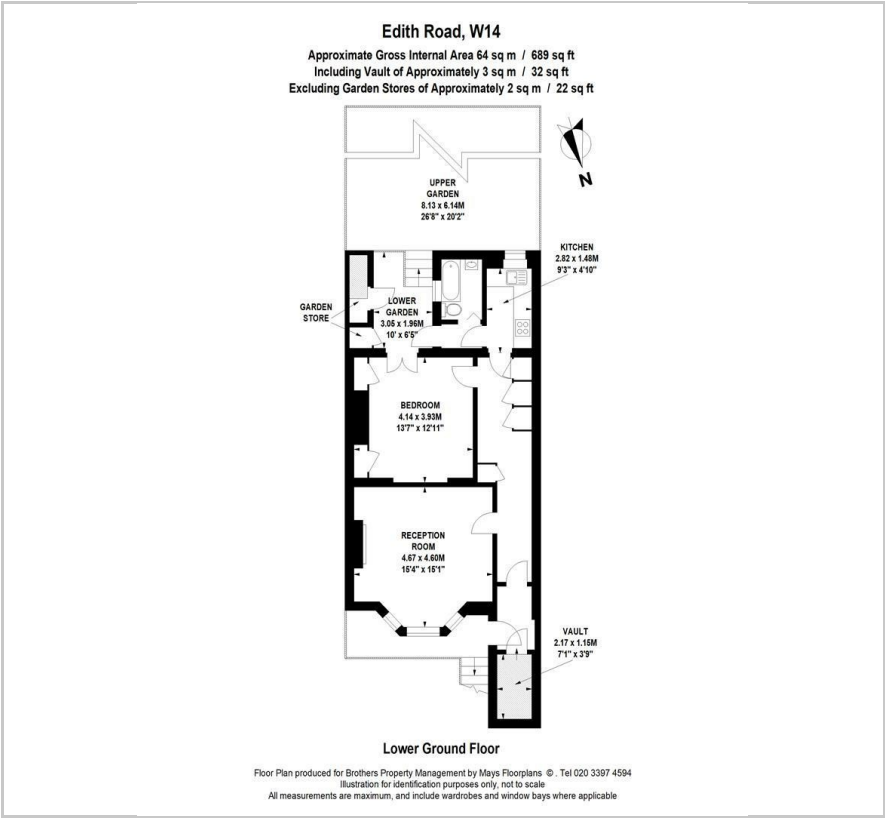 Edith Road, W14
Approximate Gross Internal Area 64 sq m / 689 sq ft
Including Vault of Approximately 3 sq m / 32 sq ft
Excluding Garden Stores of Approximately 2 sq m / 22 sq ft
N
UPPER
GARDEN
8.13 x 6.14M
26'8" x 20'2"
KITCHEN
2.82 x 1.48M
9'3" x 4'10"
GARDEN
STORE
LOWER
GARDEN
3.05 x 1.96M
10' x 6'5"
BEDROOM
4.14 x 3.93M
13'7" x 12'11"
RECEPTION
ROOM
4.67 x 4.60M
15'4" x 15'1"
VAULT
2.17 x 1.15M
7'1" x 3'9"
Lower Ground Floor
Floor Plan produced for Brothers Property Management by Mays Floorplans © . Tel 020 3397 4594
Illustration for identification purposes only, not to scale
All measurements are maximum, and include wardrobes and window bays where applicable